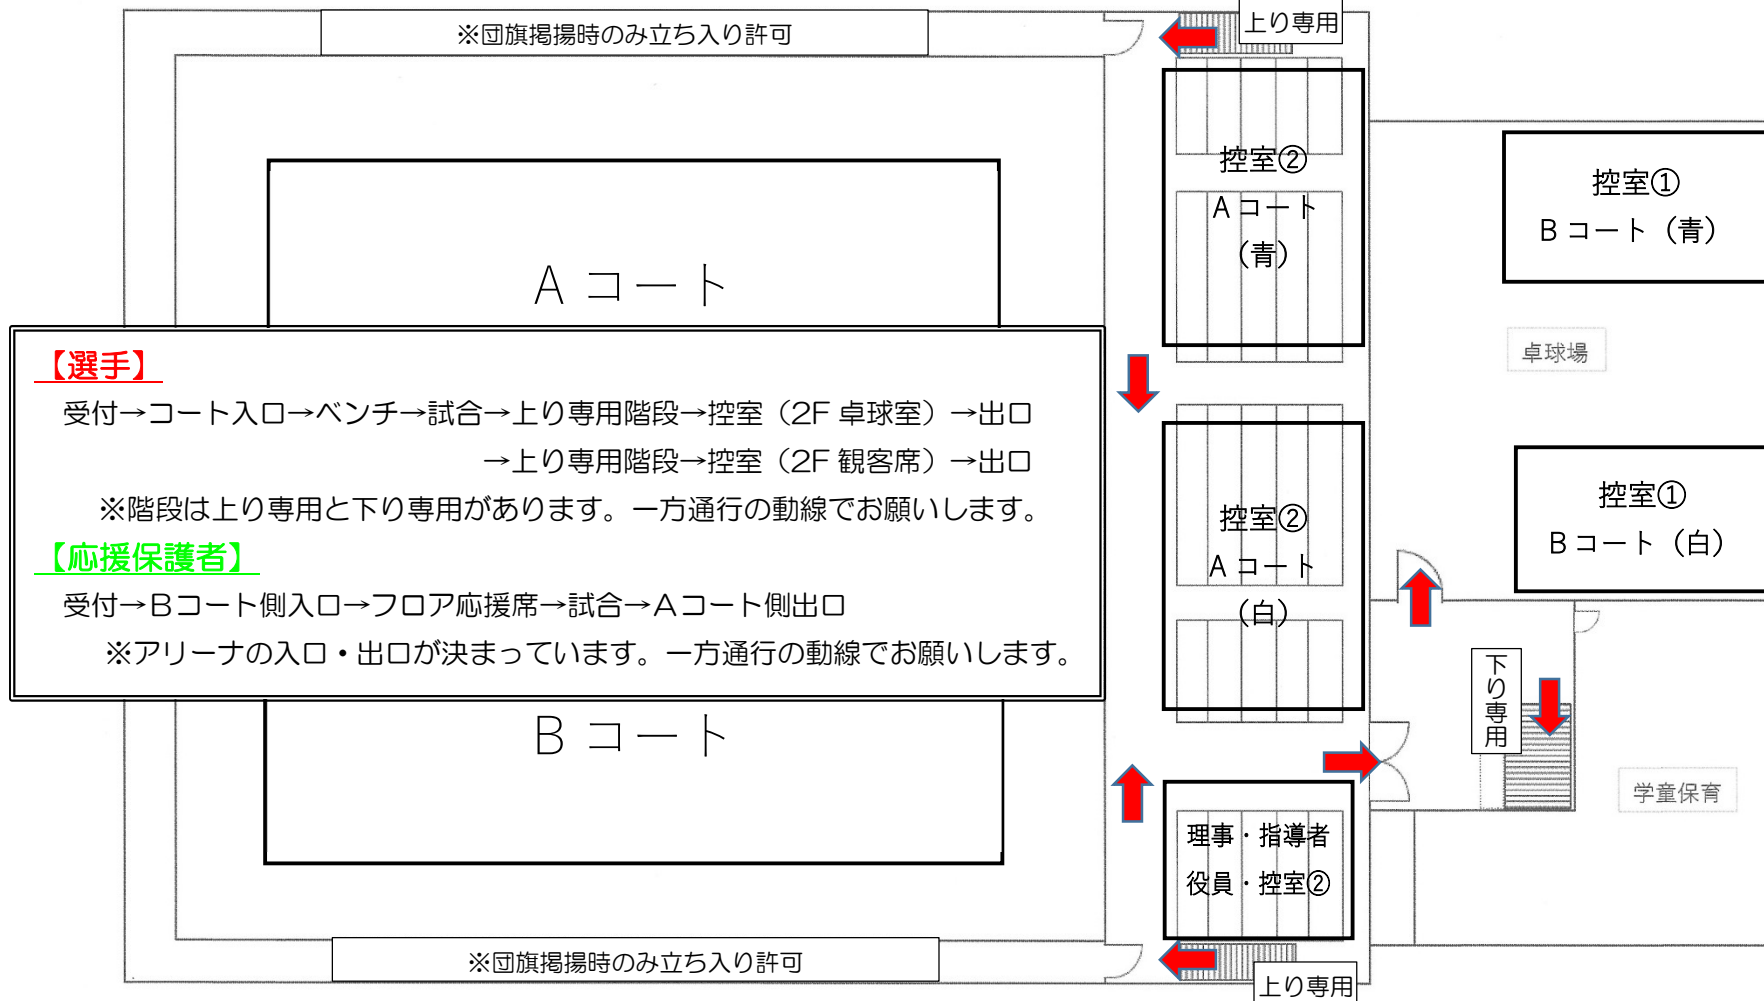 ※団旗掲揚時のみ立ち入り許可
上り専用
控室②
Aコート
(青)
控室①
Bコート（青）
Aコート
卓球場
【選手】
受付→コート入口→ベンチ→試合→上り専用階段→控室（2F 卓球室）→出口
→上り専用階段→控室（2F 観客席）→出口
※階段は上り専用と下り専用があります。一方通行の動線でお願いします。
【応援保護者】
受付→Bコート側入口→フロア応援席→試合→Aコート側出口
※アリーナの入口・出口が決まっています。一方通行の動線でお願いします。
控室②
Aコート
(白)
控室①
Bコート（白）
下り専用
Bコート
学童保育
理事・指導者
役員・控室②
※団旗掲揚時のみ立ち入り許可
上り専用